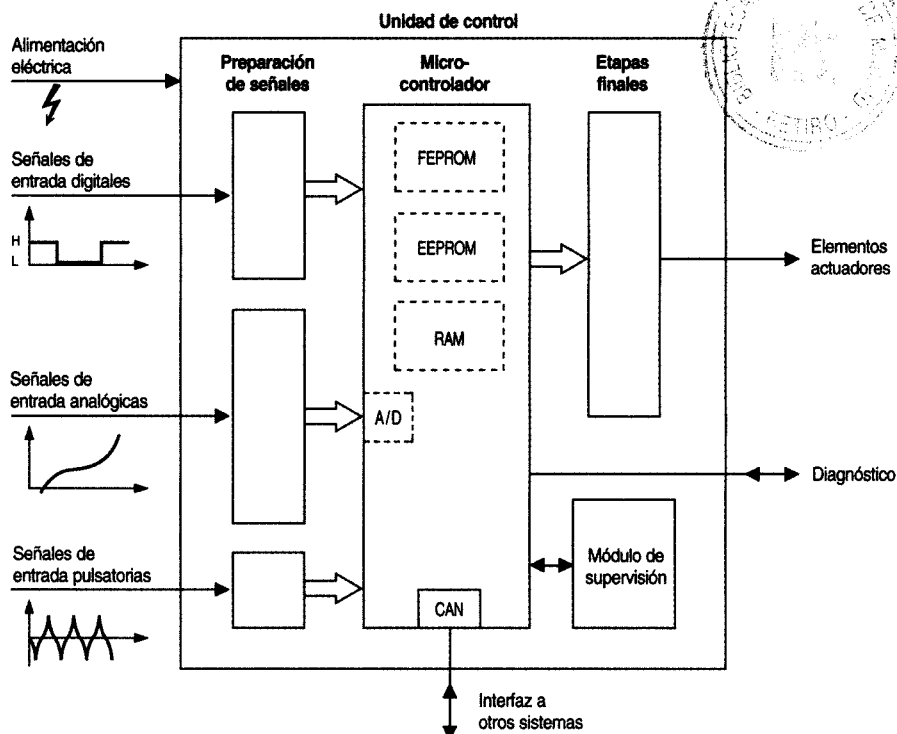 Unidad de control
Alimentación
eléctrica
Preparación
de señales
Micro-
controlador
Etapas
finales
Señales de
entrada digitales
H
L
FEPROM
EEPROM
RAM
Elementos
actuadores
Señales de
entrada analógicas
A/D
Diagnóstico
Señales de
entrada pulsatorias
Módulo de
supervisión
CAN
Interfaz a
otros sistemas
RETIRO